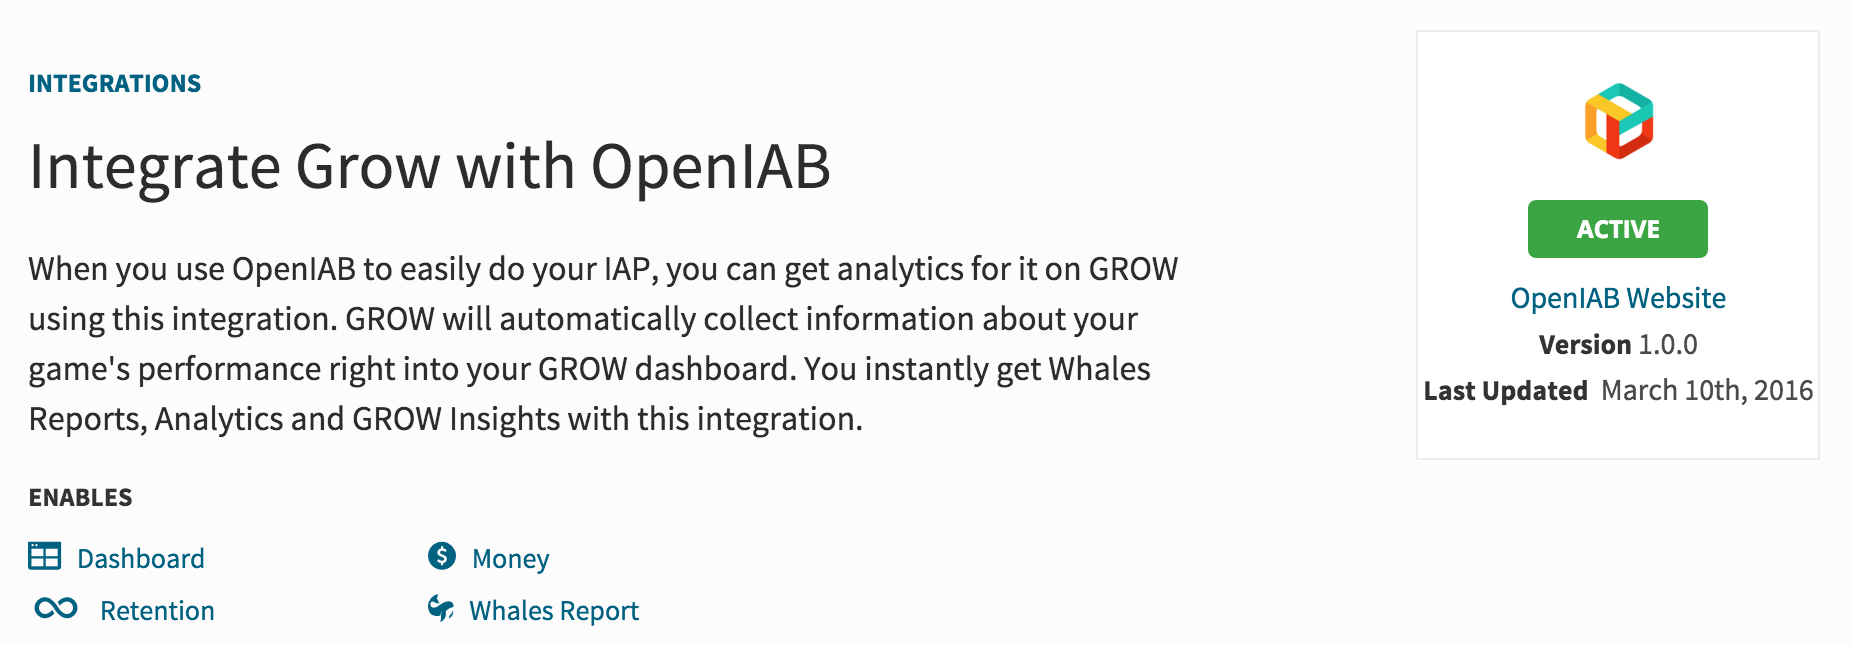 INTEGRATIONS
Integrate Grow with OpenIAB
When you use OpenIAB to easily do your IAP, you can get analytics for it on GROW
using this integration. GROW will automatically collect information about your
game's performance right into your GROW dashboard. You instantly get Whales
Reports, Analytics and GROW Insights with this integration.
ENABLES
Dashboard
Money
Retention
Whales Report
ACTIVE
OpenIAB Website
Version 1.0.0
Last Updated March 10th, 2016